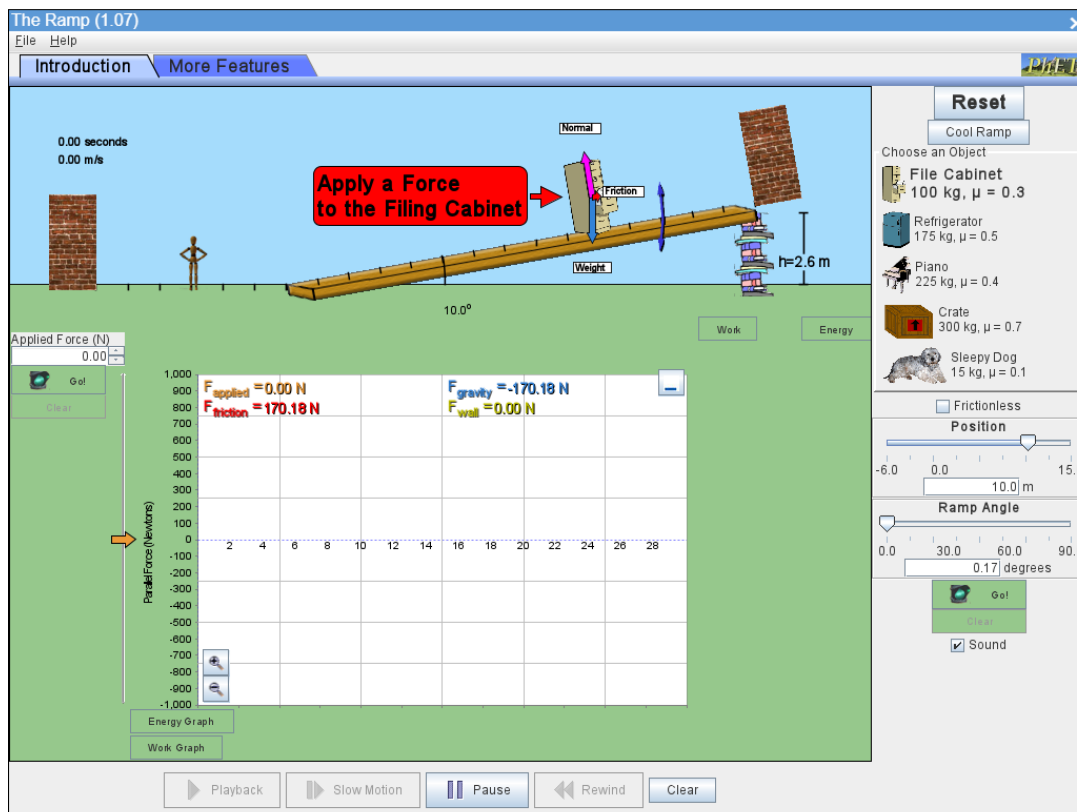 The Ramp (1.07)
File Help
Introduction More Features
PhET
0.00 seconds
0.00 m/s
Normal
Apply a Force
to the Filing Cabinet
Friction
Weight
h=2.6 m
10.0°
Work Energy
Reset
Cool Ramp
Choose an Object
File Cabinet
100 kg, μ = 0.3
Refrigerator
175 kg, μ = 0.5
Piano
225 kg, μ = 0.4
Crate
300 kg, μ = 0.7
Sleepy Dog
15 kg, μ = 0.1
Frictionless
Position
-6.0 0.0 15.
10.0 m
Ramp Angle
0.0 30.0 60.0 90.
0.17 degrees
Go!
Clear
Sound
Applied Force (N)
0.00
Go!
Clear
Fapplied =0.00 N Fgravity =-170.18 N
Ffriction =170.18 N Fwall =0.00 N
Parallel Force (Newtons)
1,000
900
800
700
600
500
400
300
200
100
0
-100
-200
-300
-400
-500
-600
-700
-800
-900
-1,000
2 4 6 8 10 12 14 16 18 20 22 24 26 28
Energy Graph
Work Graph
Playback Slow Motion Pause Rewind Clear